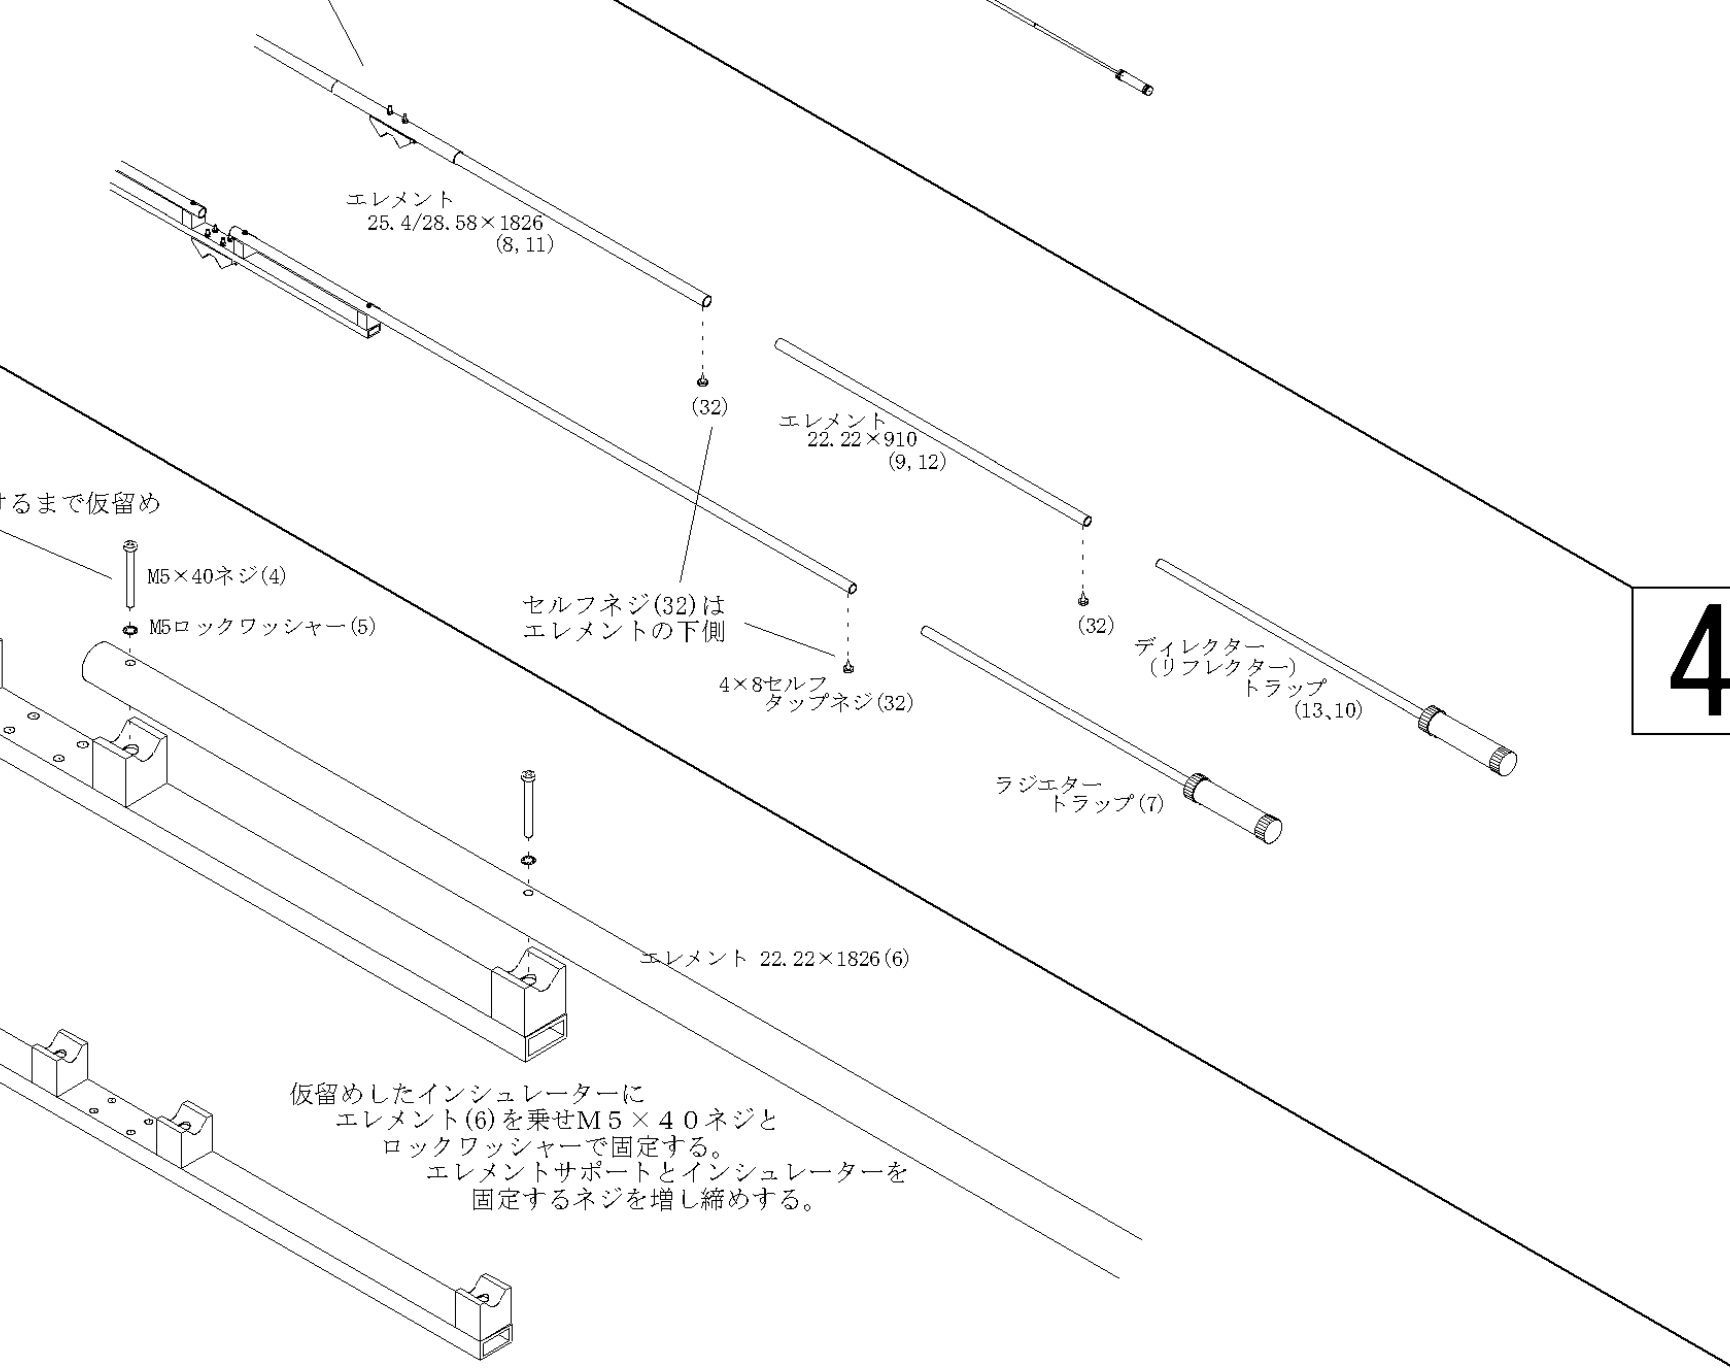 エレメント
25.4/28.58×1826
(8,11)
(32)
エレメント
22.22×910
(9,12)
けるまで仮留め
M5×40ネジ(4)
M5ロックワッシャー(5)
セルフネジ(32)は
エレメントの下側
(32)
4×8セルフ
タップネジ(32)
ディレクター
(リフレクター)
トラップ
(13、10)
4
ラジエター
トラップ(7)
エレメント 22.22×1826(6)
仮留めしたインシュレーターに
エレメント(6)を乗せM5×40ネジと
ロックワッシャーで固定する。
エレメントサポートとインシュレーターを
固定するネジを増し締めする。